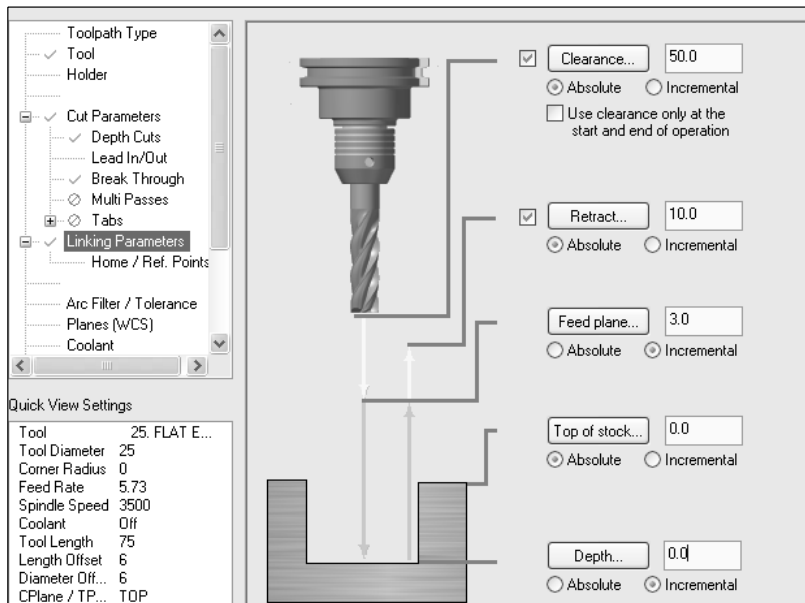 Toolpath Type
Tool
Holder
Cut Parameters
Depth Cuts
Lead In/Out
Break Through
Multi Passes
Tabs
Linking Parameters
Home / Ref. Points
Arc Filter / Tolerance
Planes (WCS)
Coolant
Quick View Settings
Tool 25. FLAT E...
Tool Diameter 25
Corner Radius 0
Feed Rate 5.73
Spindle Speed 3500
Coolant Off
Tool Length 75
Length Offset 6
Diameter Off... 6
CPlane / TP... TOP
Clearance... 50.0
Absolute Incremental
Use clearance only at the
start and end of operation
Retract... 10.0
Absolute Incremental
Feed plane... 3.0
Absolute Incremental
Top of stock... 0.0
Absolute Incremental
Depth... 0.0
Absolute Incremental